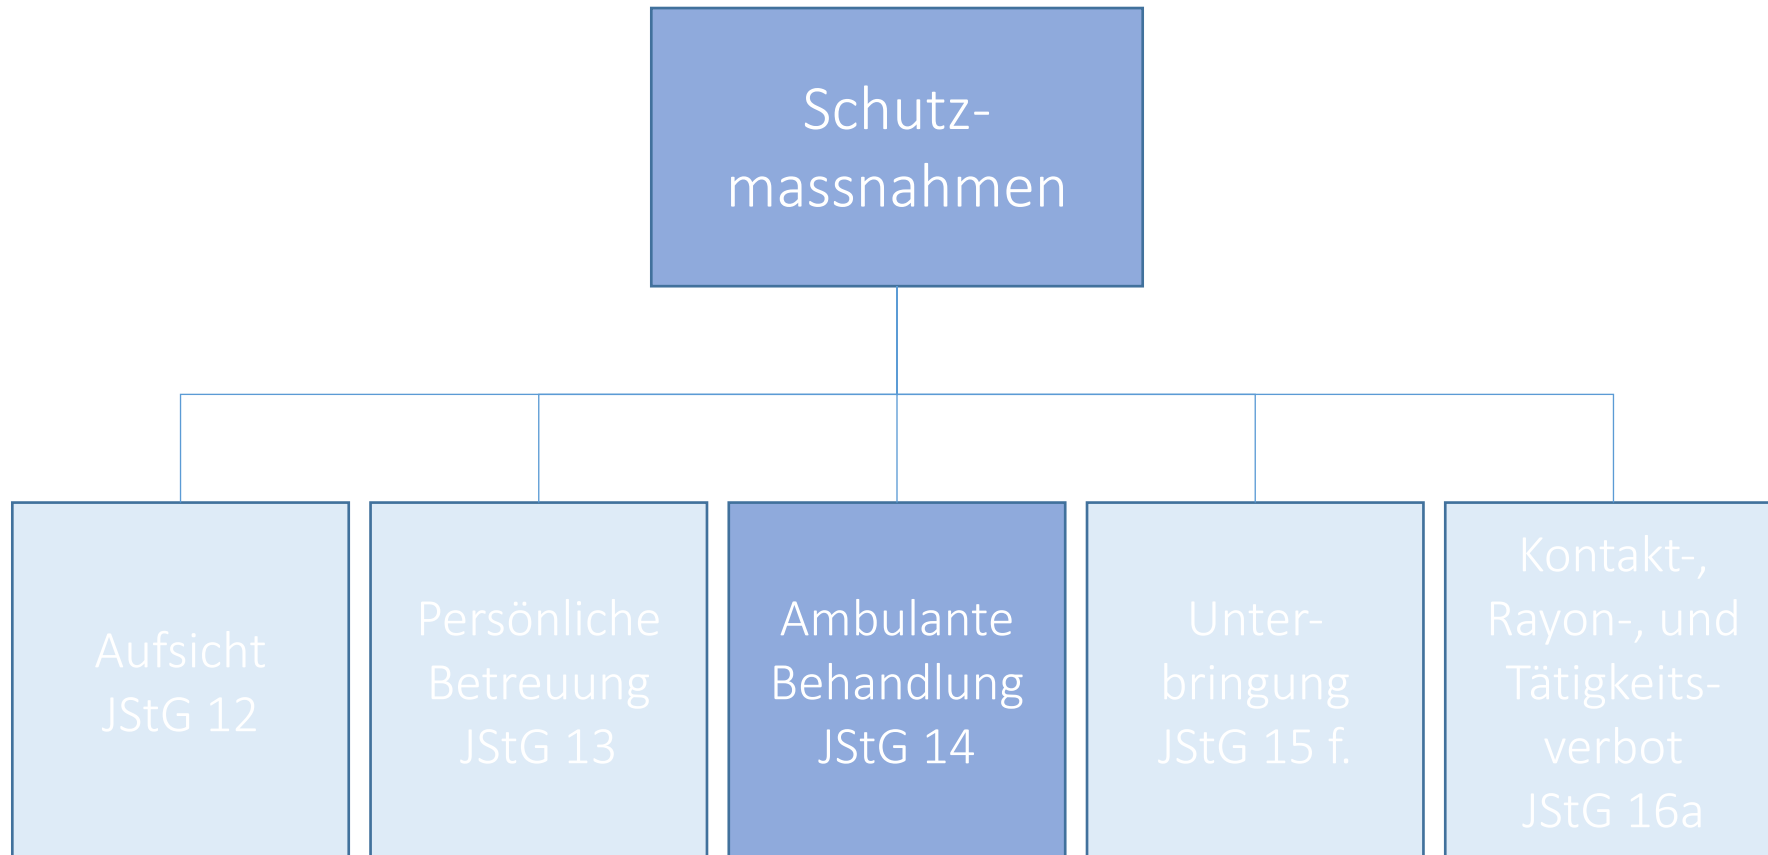 Schutz-
massnahmen
Aufsicht
JStG 12
Persönliche
Betreuung
JStG 13
Ambulante
Behandlung
JStG 14
Unter-
bringung
JStG 15 f.
Kontakt-,
Rayon-, und
Tätigkeits-
verbot
JStG 16a